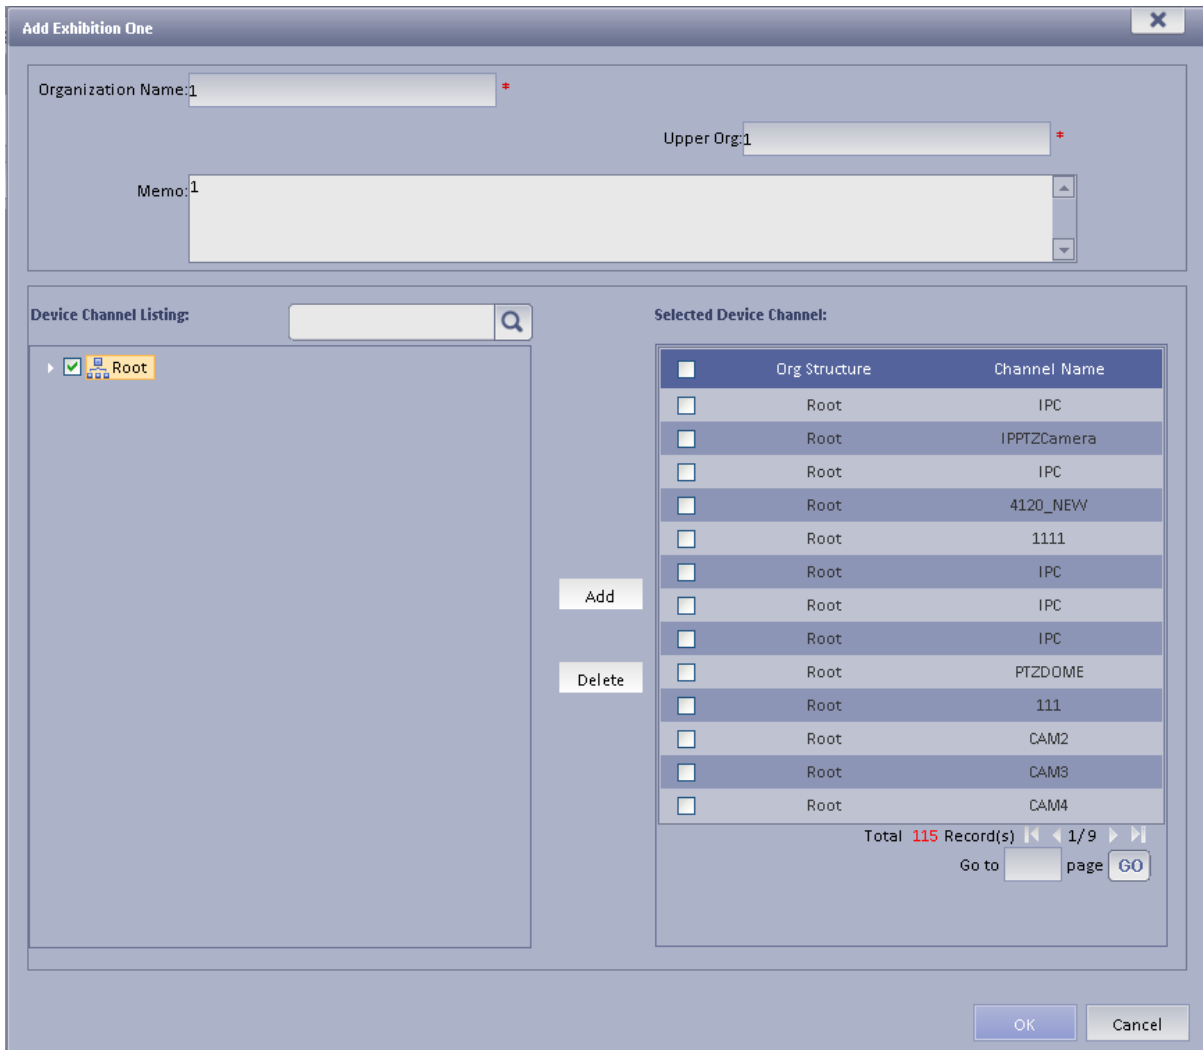 Add Exhibition One
Organization Name:1 *
Upper Org:1 *
Memo:1
Device Channel Listing:
Selected Device Channel:
Root
Org Structure Channel Name
Root IPC
Root IPPTZCamera
Root IPC
Root 4120_NEW
Root 1111
Root IPC
Root IPC
Root IPC
Root PTZDOME
Root 111
Root CAM2
Root CAM3
Root CAM4
Add
Delete
Total 115 Record(s) 1/9
Go to page GO
OK Cancel